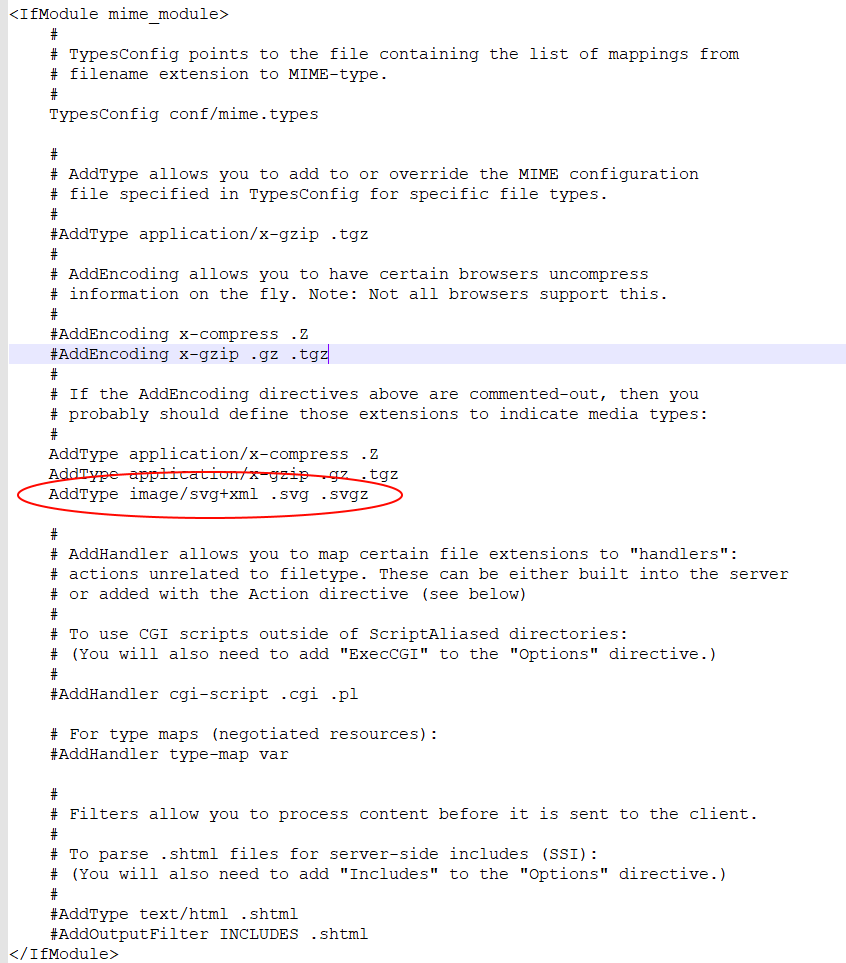 <IfModule mime_module>
#
# TypesConfig points to the file containing the list of mappings from
# filename extension to MIME-type.
#
TypesConfig conf/mime.types
#
# AddType allows you to add to or override the MIME configuration
# file specified in TypesConfig for specific file types.
#
#AddType application/x-gzip .tgz
#
# AddEncoding allows you to have certain browsers uncompress
# information on the fly. Note: Not all browsers support this.
#
#AddEncoding x-compress .Z
#AddEncoding x-gzip .gz .tgz
#
# If the AddEncoding directives above are commented-out, then you
# probably should define those extensions to indicate media types:
#
AddType application/x-compress .Z
AddType application/x-gzip .gz .tgz
AddType image/svg+xml .svg .svgz
#
# AddHandler allows you to map certain file extensions to "handlers":
# actions unrelated to filetype. These can be either built into the server
# or added with the Action directive (see below)
#
# To use CGI scripts outside of ScriptAliased directories:
# (You will also need to add "ExecCGI" to the "Options" directive.)
#
#AddHandler cgi-script .cgi .pl
# For type maps (negotiated resources):
#AddHandler type-map var
#
# Filters allow you to process content before it is sent to the client.
#
# To parse .shtml files for server-side includes (SSI):
# (You will also need to add "Includes" to the "Options" directive.)
#
#AddType text/html .shtml
#AddOutputFilter INCLUDES .shtml
</IfModule>